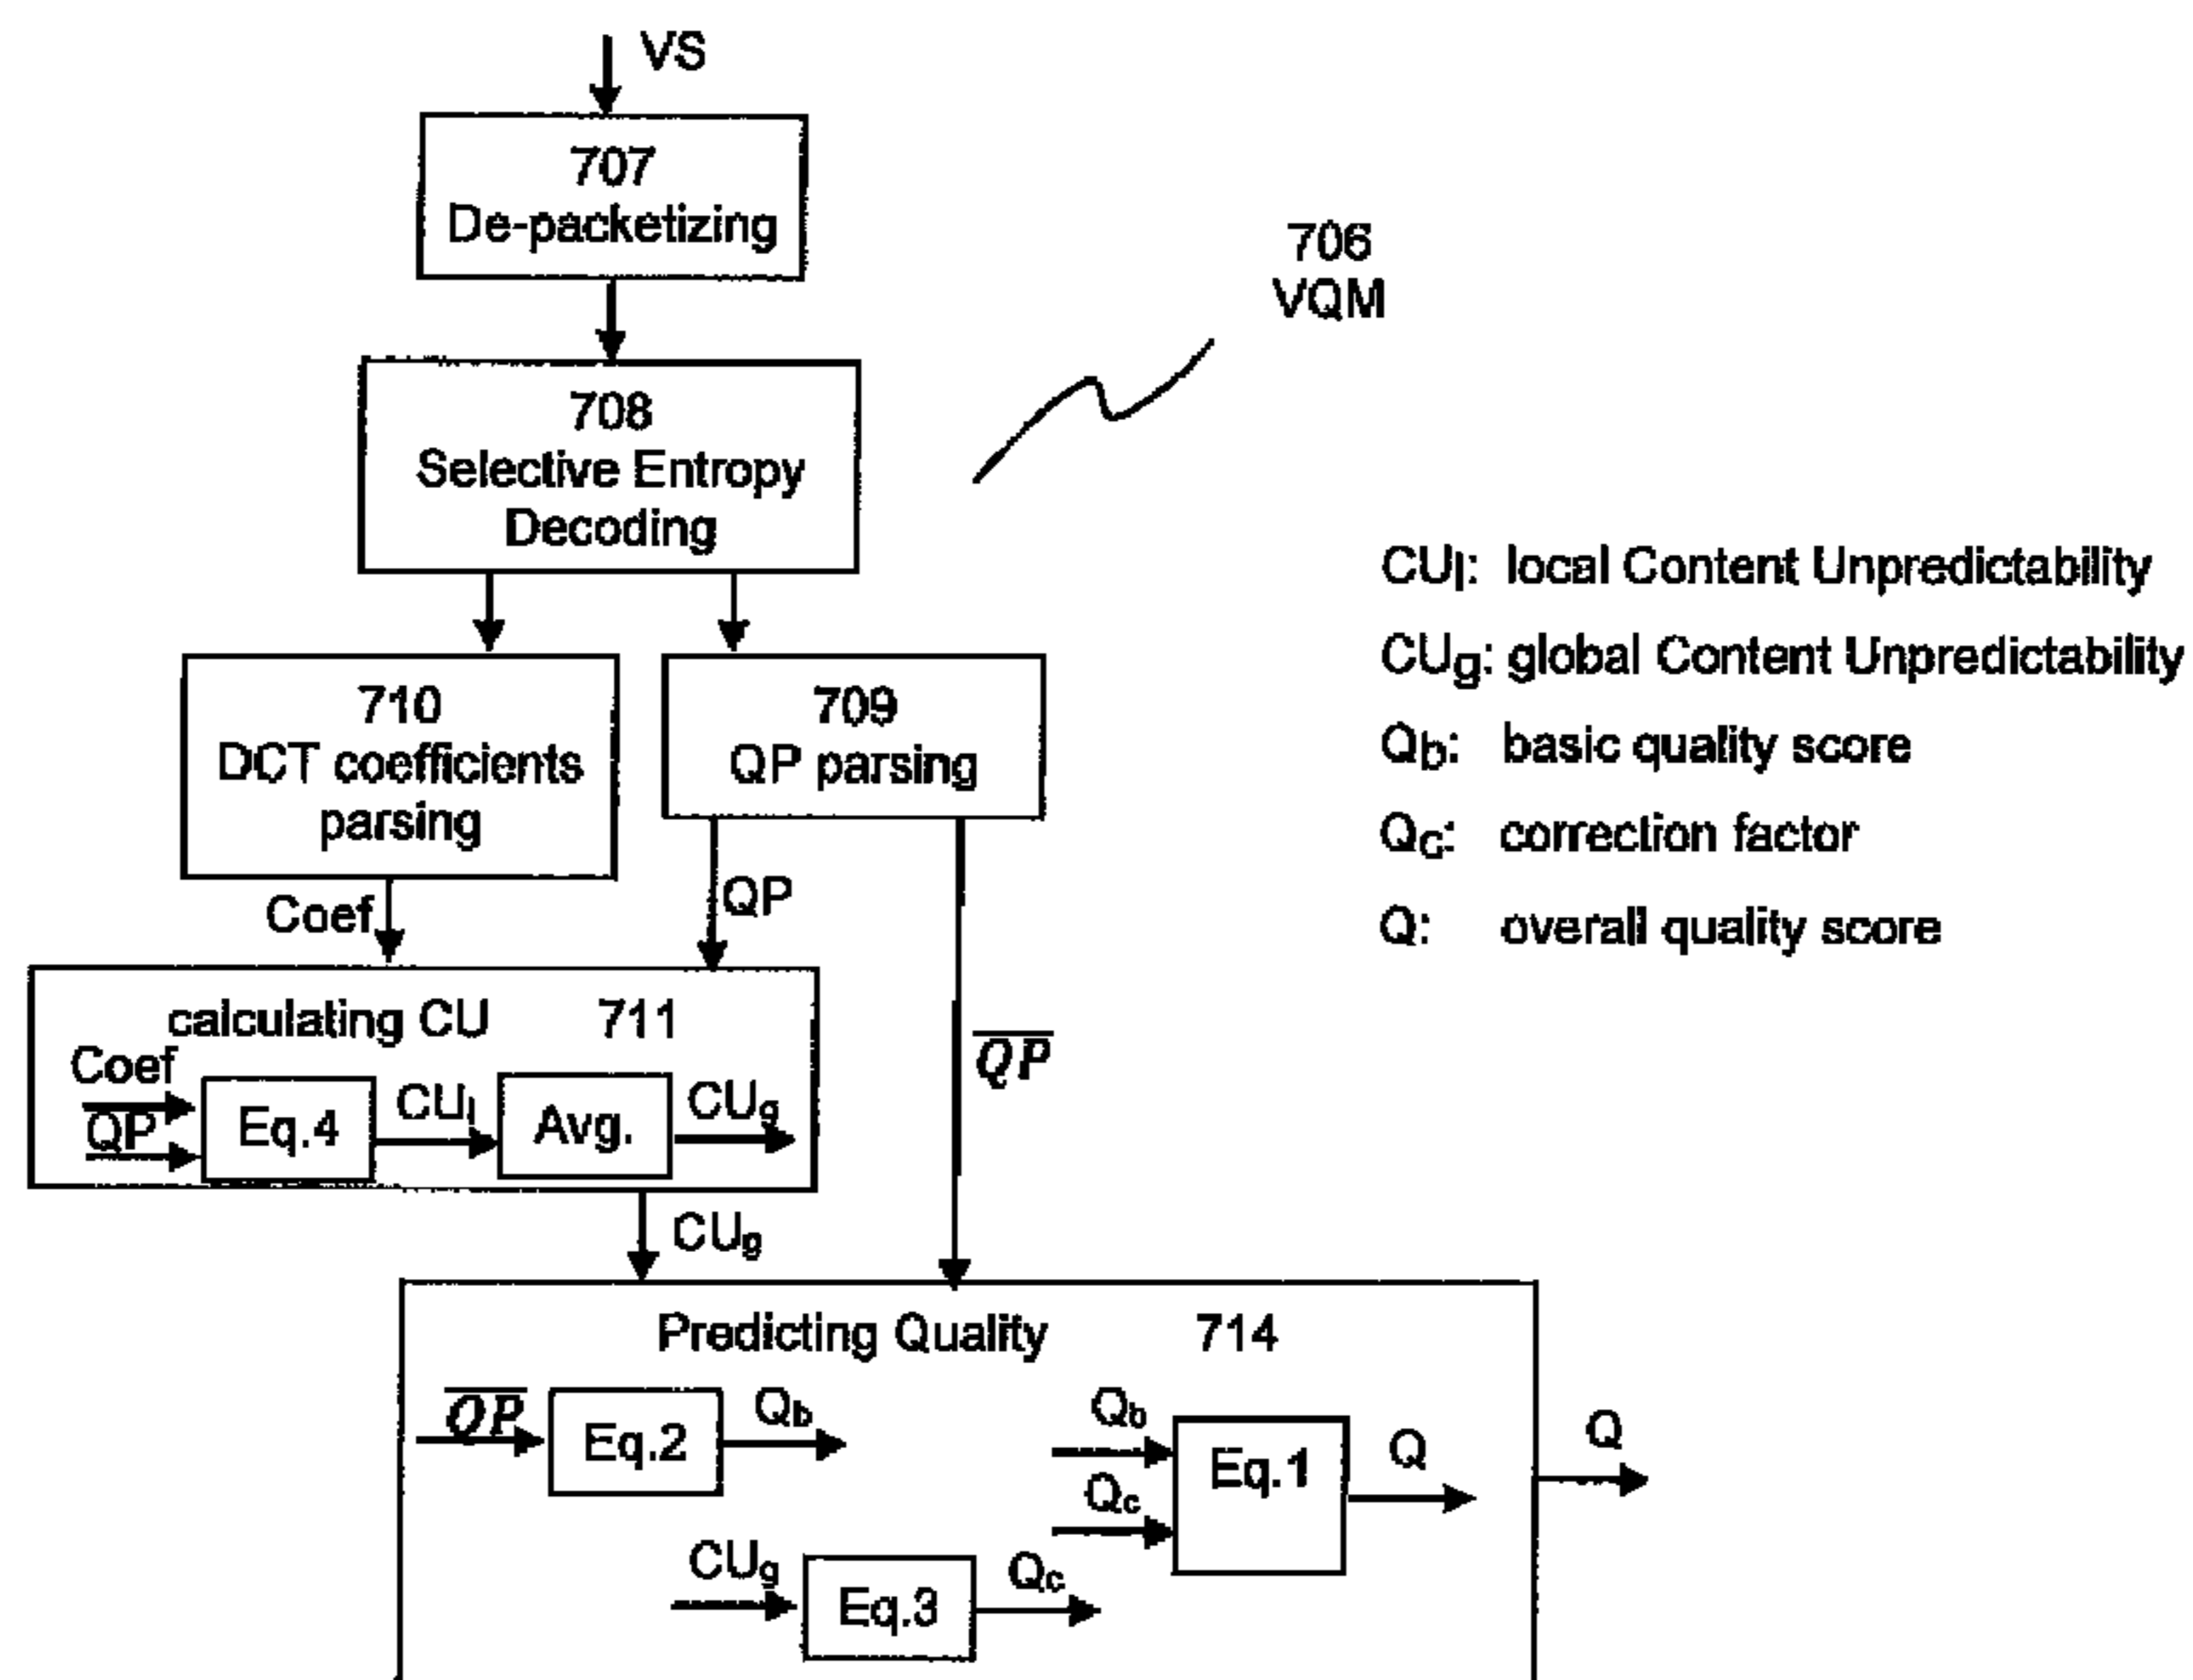 VS
707
De-packetizing
706
VQM
708
Selective Entropy
Decoding
CUl: local Content Unpredictability
CUg: global Content Unpredictability
Qb: basic quality score
Qc: correction factor
Q: overall quality score
710
DCT coefficients
parsing
709
QP parsing
Coef
QP
calculating CU 711
Coef
QP
Eq.4
CUl
Avg.
CUg
Q̅P̅
CUg
Predicting Quality 714
Q̅P̅
Eq.2
Qb
Qb
Qc
Eq.1
Q
Q
CUg
Eq.3
Qc